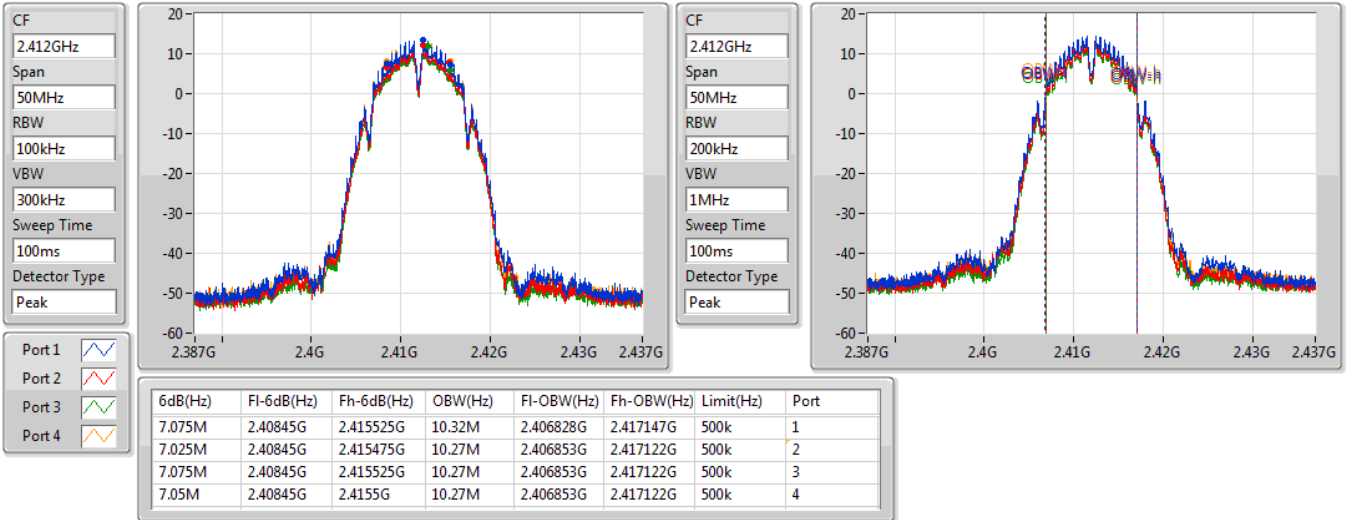 CF
2.412GHz
Span
50MHz
RBW
100kHz
VBW
300kHz
Sweep Time
100ms
Detector Type
Peak
20
10
0
-10
-20
-30
-40
-50
-60
2.387G 2.4G 2.41G 2.42G 2.43G 2.437G
CF
2.412GHz
Span
50MHz
RBW
200kHz
VBW
1MHz
Sweep Time
100ms
Detector Type
Peak
20
10
0
-10
-20
-30
-40
-50
-60
OBW-h
2.387G 2.4G 2.41G 2.42G 2.43G 2.437G
Port 1
Port 2
Port 3
Port 4
6dB(Hz) Fl-6dB(Hz) Fh-6dB(Hz) OBW(Hz) Fl-OBW(Hz) Fh-OBW(Hz) Limit(Hz) Port
7.075M 2.40845G 2.415525G 10.32M 2.406828G 2.417147G 500k 1
7.025M 2.40845G 2.415475G 10.27M 2.406853G 2.417122G 500k 2
7.075M 2.40845G 2.415525G 10.27M 2.406853G 2.417122G 500k 3
7.05M 2.40845G 2.4155G 10.27M 2.406853G 2.417122G 500k 4